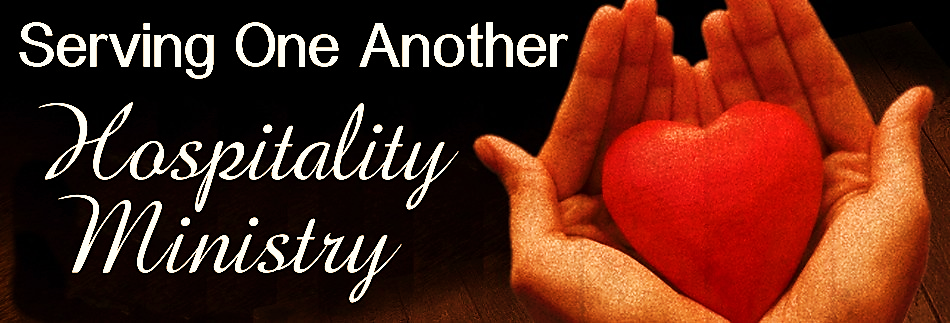 Serving One Another
Hospitality
Ministry